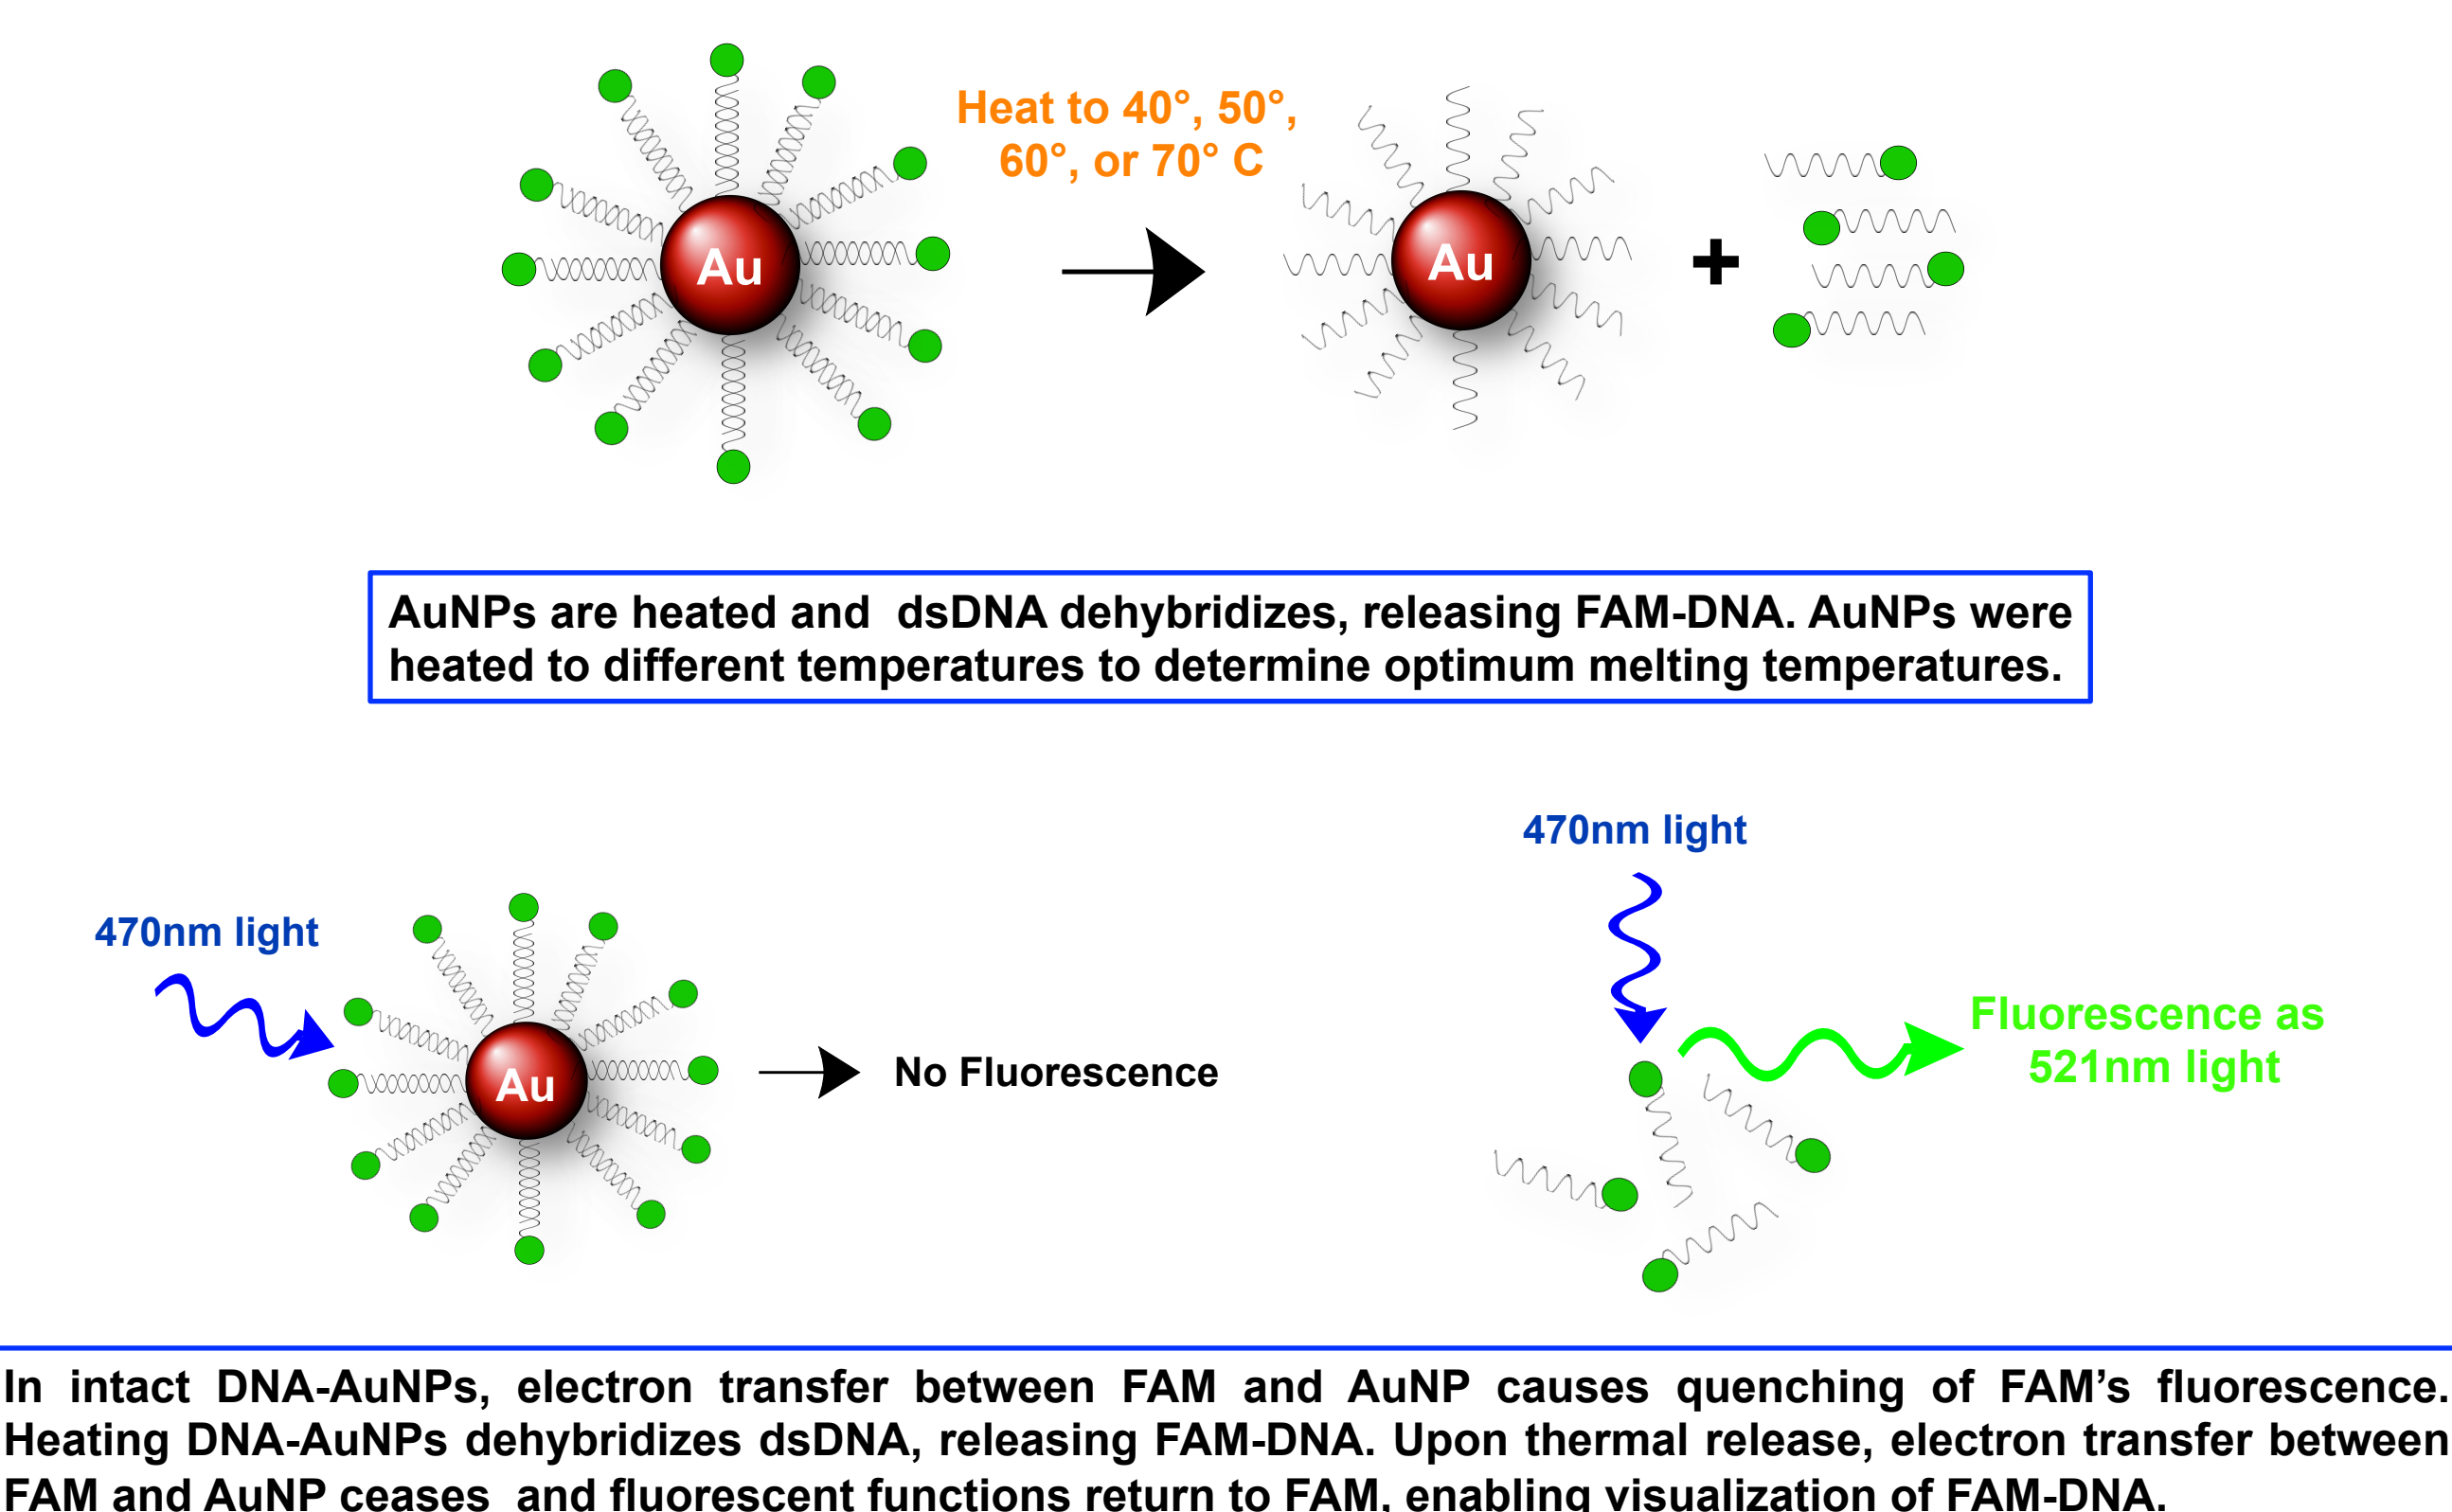 Heat to 40°, 50°,
60°, or 70° C
Au
Au
+
AuNPs are heated and  dsDNA dehybridizes, releasing FAM-DNA. AuNPs were
heated to different temperatures to determine optimum melting temperatures.
470nm light
470nm light
Au
No Fluorescence
Fluorescence as
521nm light
In intact DNA-AuNPs, electron transfer between FAM and AuNP causes quenching of FAM’s fluorescence.
Heating DNA-AuNPs dehybridizes dsDNA, releasing FAM-DNA. Upon thermal release, electron transfer between
FAM and AuNP ceases  and fluorescent functions return to FAM, enabling visualization of FAM-DNA.